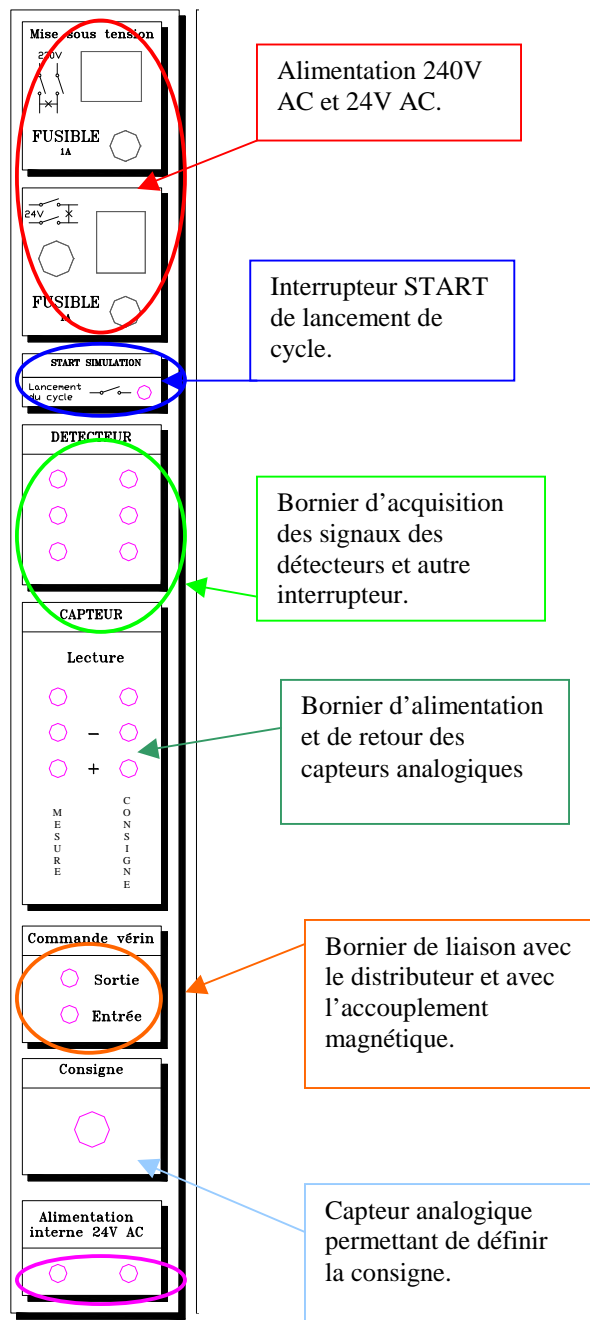 Mise sous tension
230V
FUSIBLE
1A
24V
FUSIBLE
1A
START SIMULATION
Lancement
du cycle
DETECTEUR
CAPTEUR
Lecture
-
+
MESURE
CONSIGNE
Commande vérin
Sortie
Entrée
Consigne
Alimentation
interne 24V AC
Alimentation 240V
AC et 24V AC.
Interrupteur START
de lancement de
cycle.
Bornier d'acquisition
des signaux des
détecteurs et autre
interrupteur.
Bornier d'alimentation
et de retour des
capteurs analogiques
Bornier de liaison avec
le distributeur et avec
l'accouplement
magnétique.
Capteur analogique
permettant de définir
la consigne.